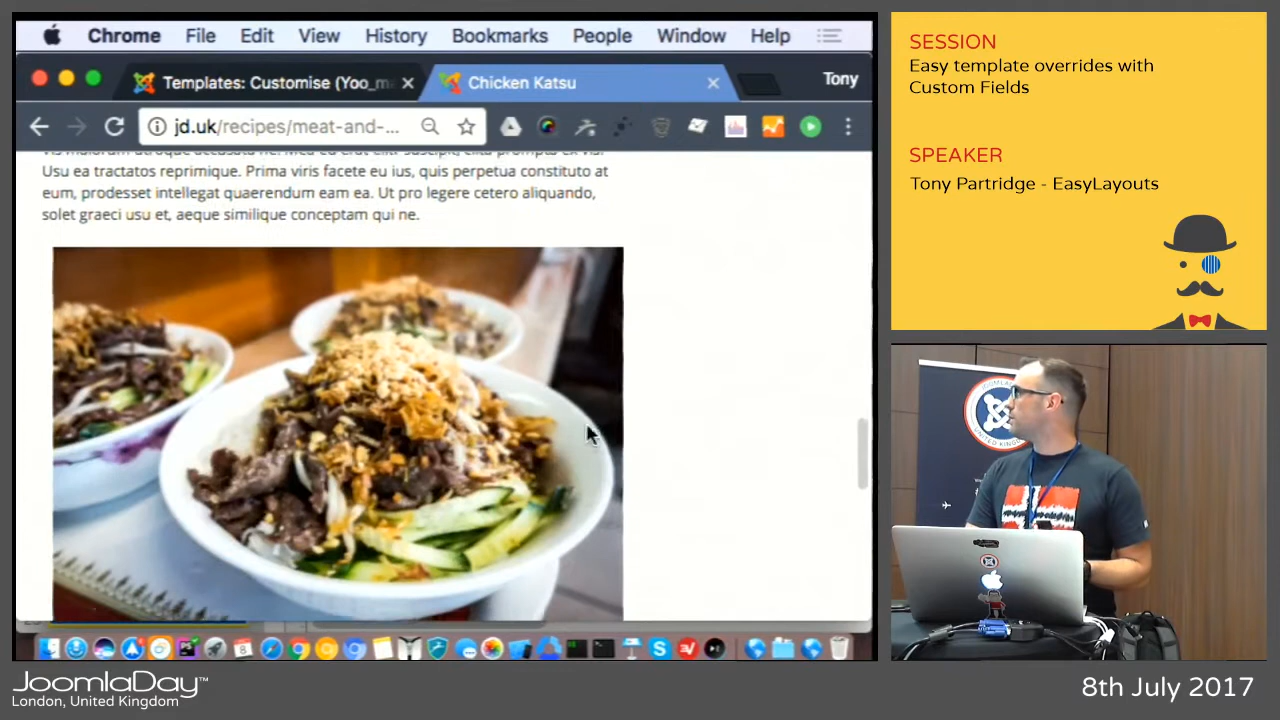 Chrome File Edit View History Bookmarks People Window Help
Templates: Customise (Yoo_m
Chicken Katsu
Tony
jd.uk/recipes/meat-and-...
Usu ea tractatos reprimique. Prima viris facete eu ius, quis perpetua constituto at
eum, prodesset intellegat quaerendum eam ea. Ut pro legere cetero aliquando,
solet graeci usu et, aeque similique conceptam qui ne.
SESSION
Easy template overrides with
Custom Fields
SPEAKER
Tony Partridge - EasyLayouts
UNITED KINGDOM
JoomlaDay™
London, United Kingdom
8th July 2017